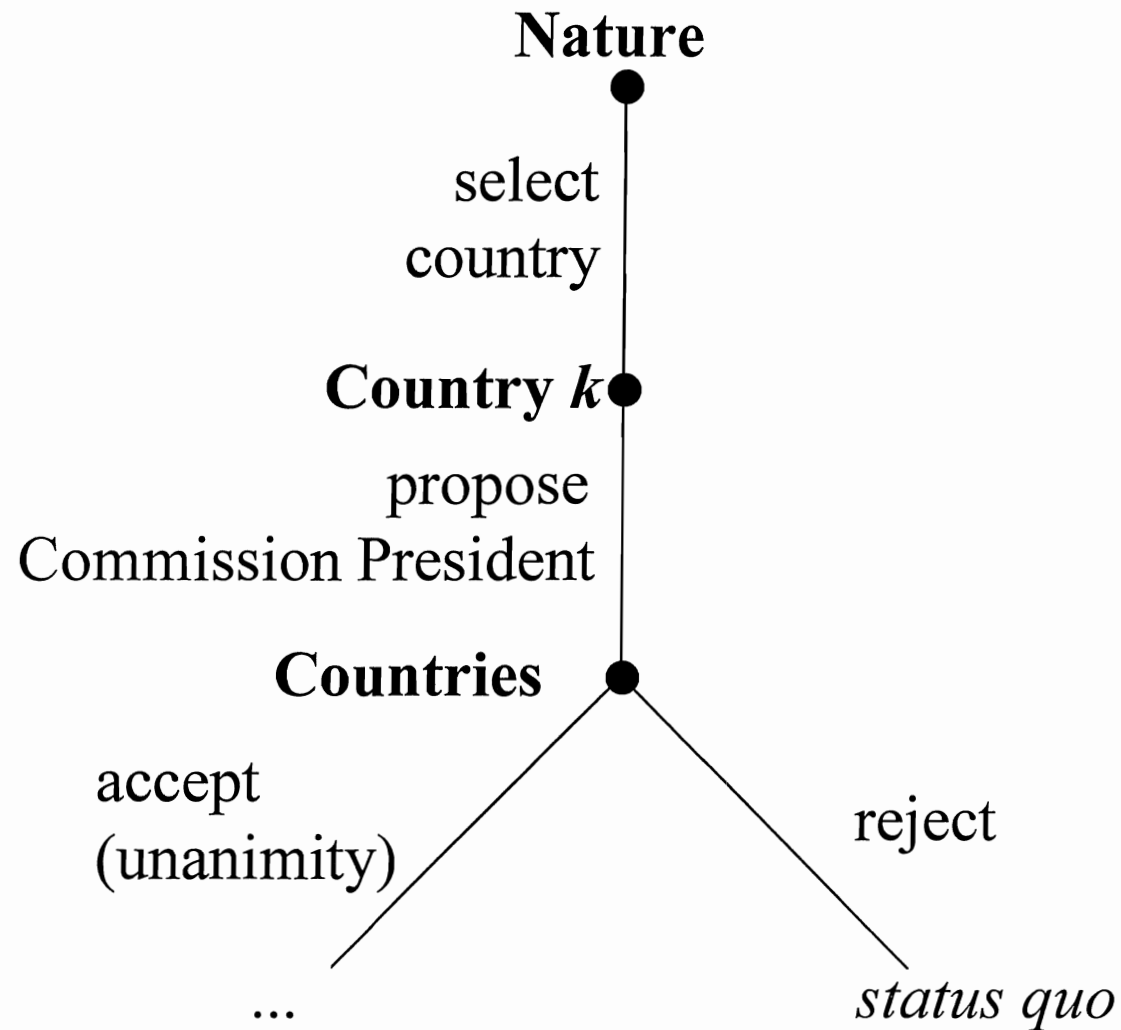 Nature
select
country
Country k
propose
Commission President
Countries
accept
(unanimity)
reject
...
status quo